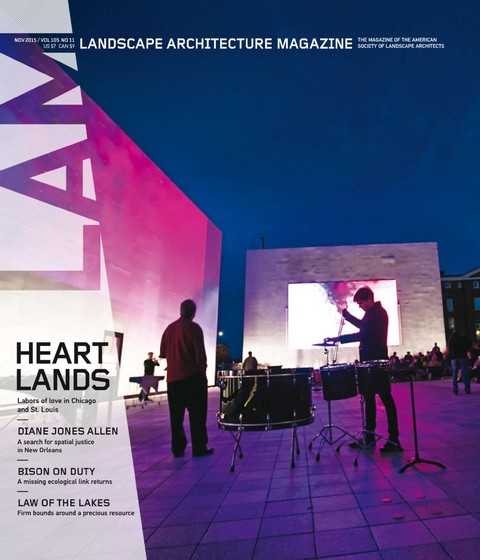 NOV 2015 / VOL 105 NO 11
US $7 CAN $9
LANDSCAPE ARCHITECTURE MAGAZINE
THE MAGAZINE OF THE AMERICAN
SOCIETY OF LANDSCAPE ARCHITECTS
LAM
HEART
LANDS
Labors of love in Chicago
and St. Louis
DIANE JONES ALLEN
A search for spatial justice
in New Orleans
BISON ON DUTY
A missing ecological link returns
LAW OF THE LAKES
Firm bounds around a precious resource